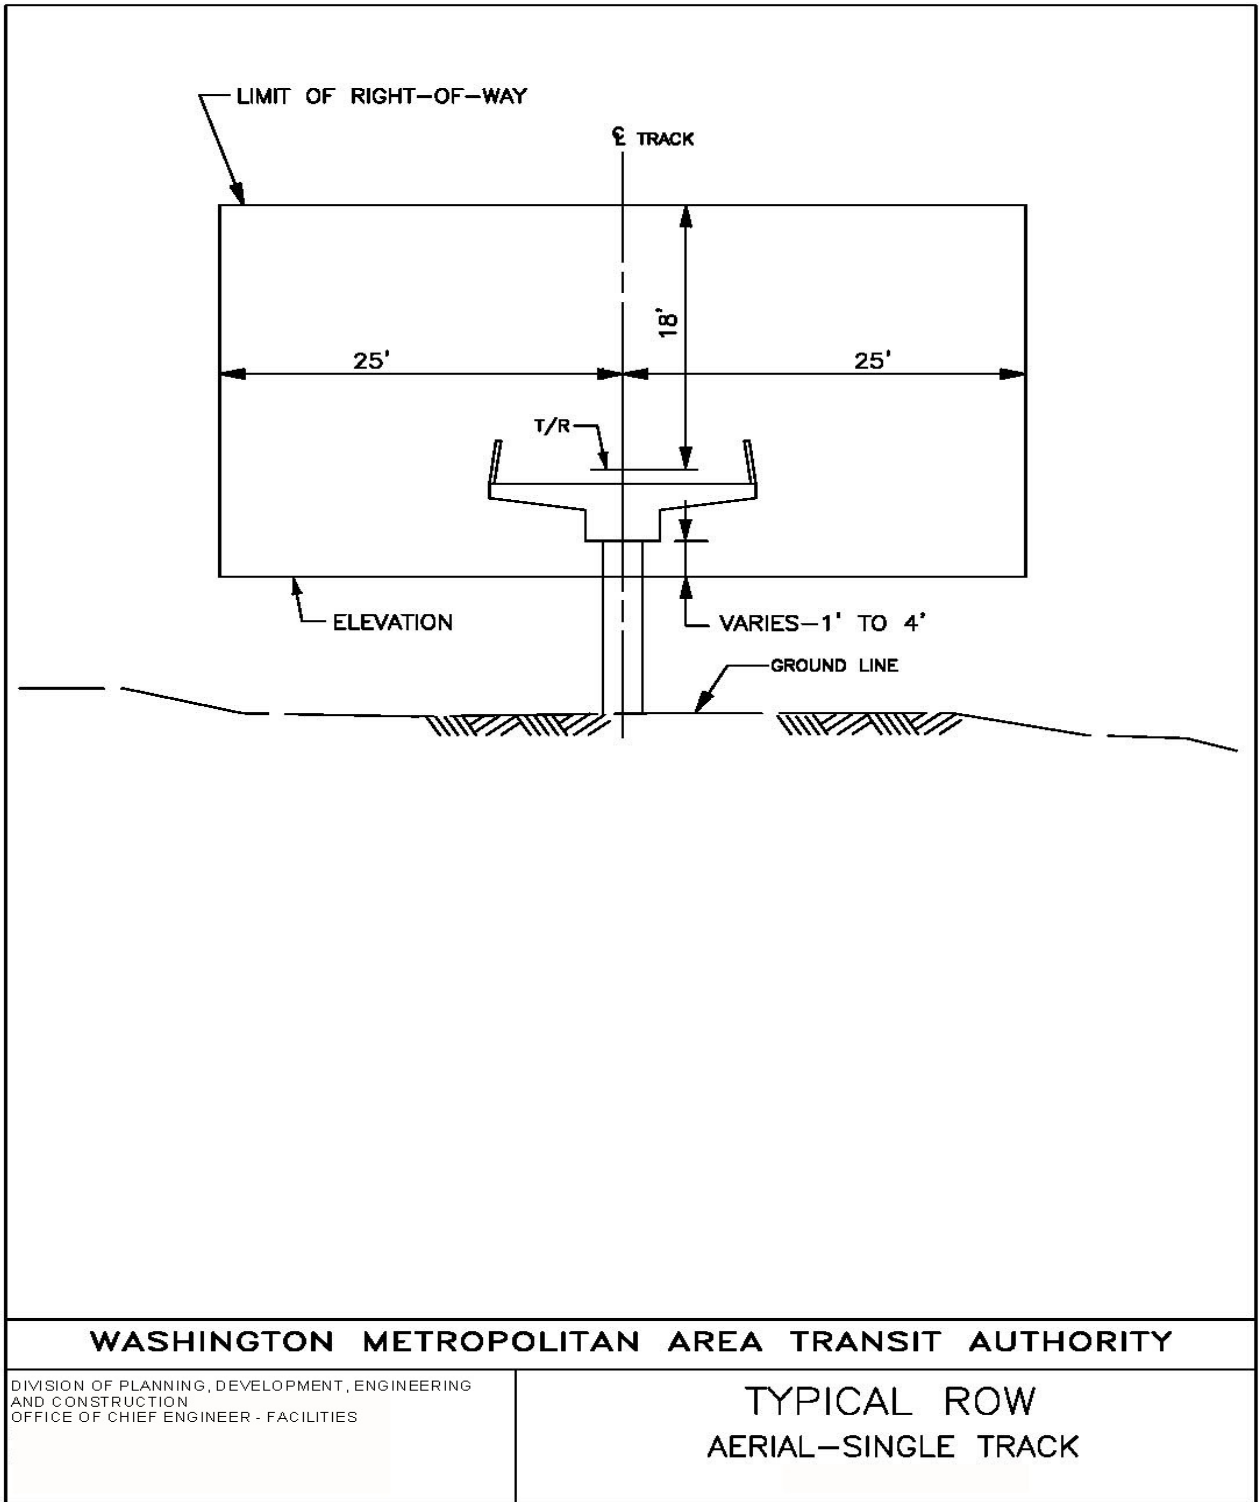 LIMIT OF RIGHT-OF-WAY
℄ TRACK
18'
25'
25'
T/R
ELEVATION
VARIES-1' TO 4'
GROUND LINE
WASHINGTON METROPOLITAN AREA TRANSIT AUTHORITY
DIVISION OF PLANNING, DEVELOPMENT, ENGINEERING
AND CONSTRUCTION
OFFICE OF CHIEF ENGINEER - FACILITIES
TYPICAL ROW
AERIAL-SINGLE TRACK